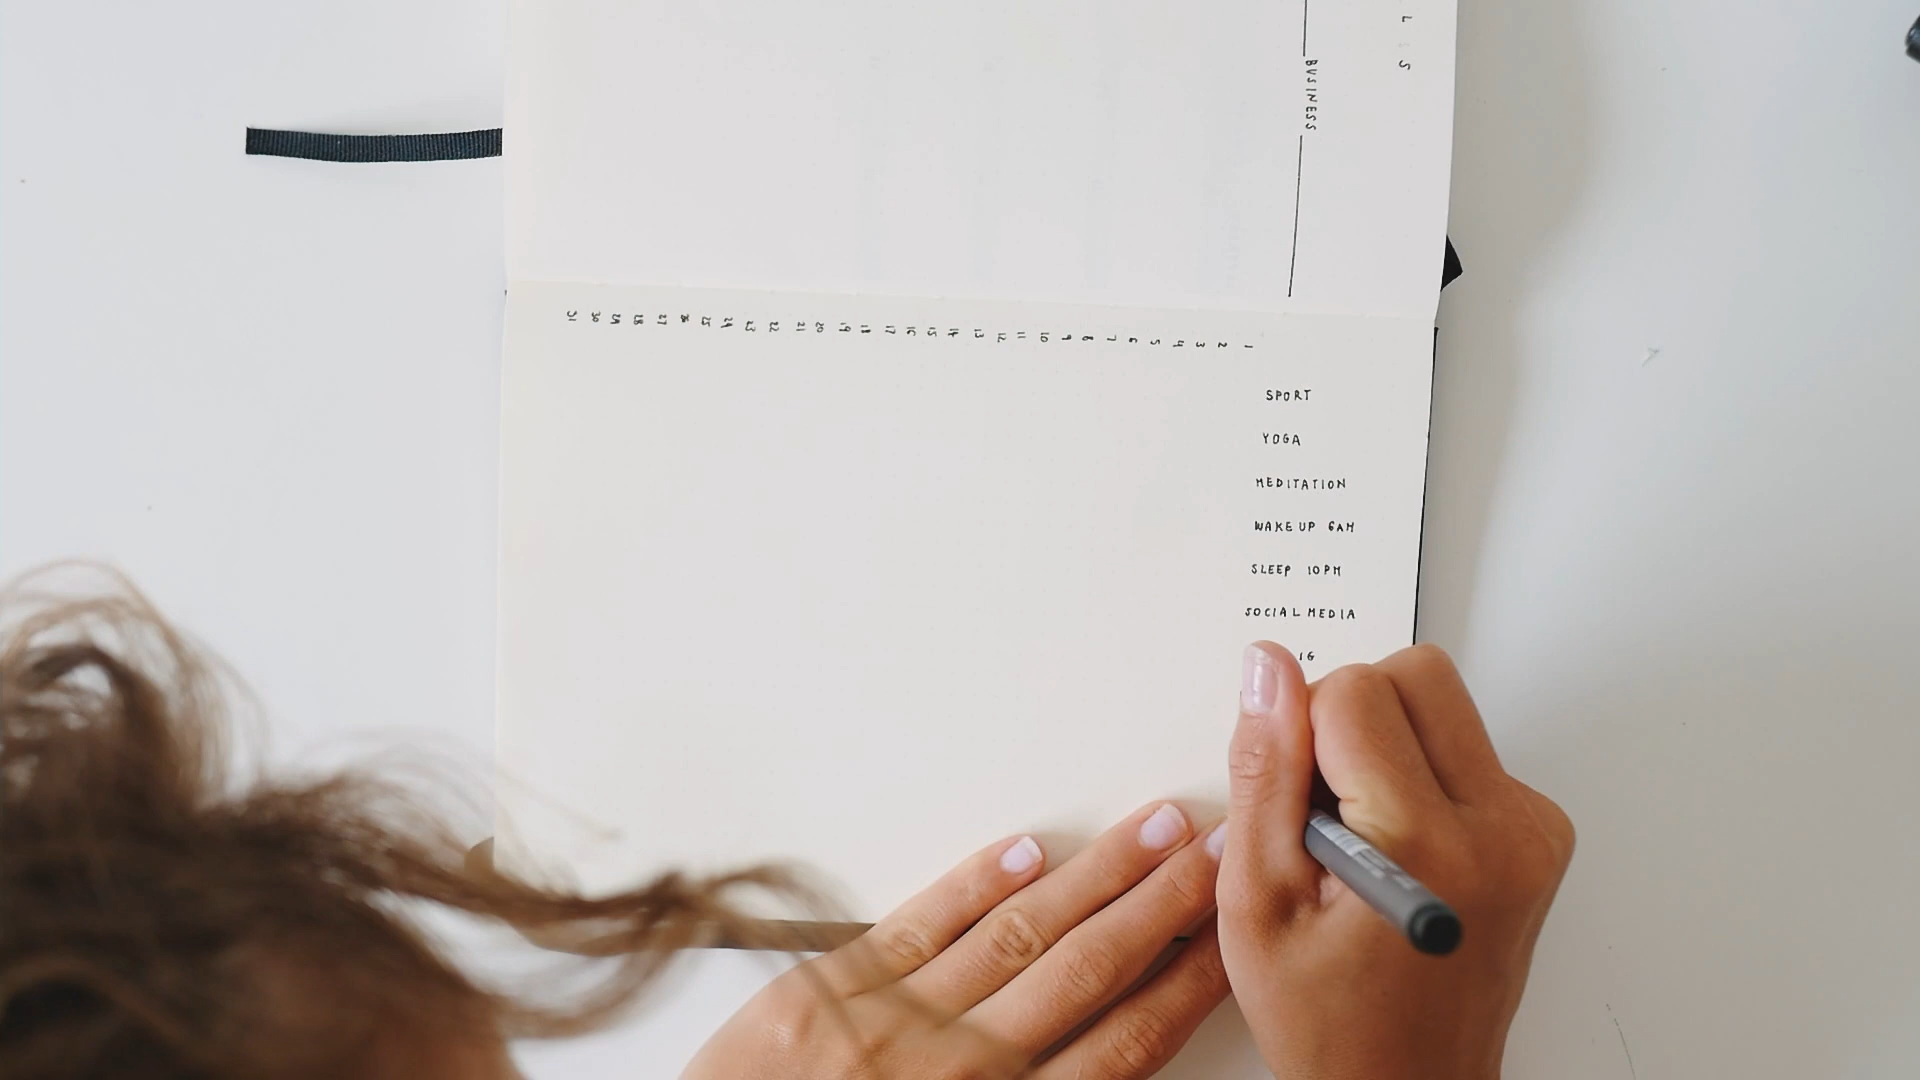 LES
BUSINESS
31 30 29 28 27 26 25 24 23 22 21 20 19 18 17 16 15 14 13 12 11 10 9 8 7 6 5 4 3 2 1
SPORT
YOGA
MEDITATION
WAKE UP 6AM
SLEEP 10PM
SOCIAL MEDIA
IG